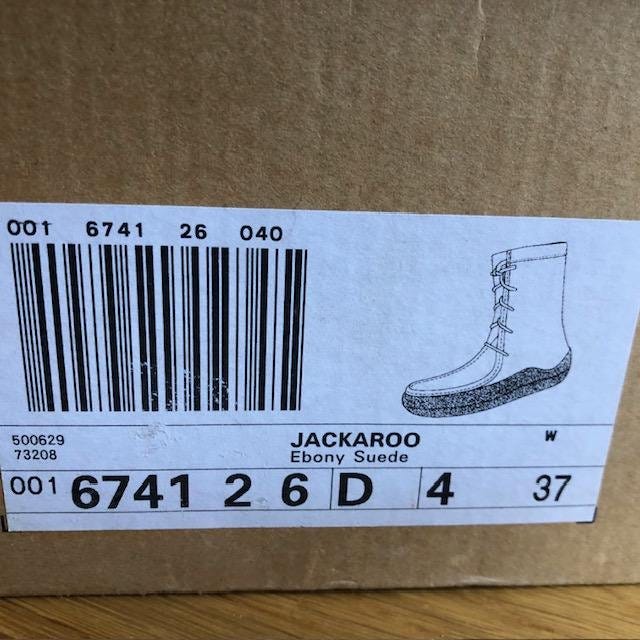 001 6741 26 040
500629
73208
JACKAROO
Ebony Suede
W
001 6741 2 6 D 4 37